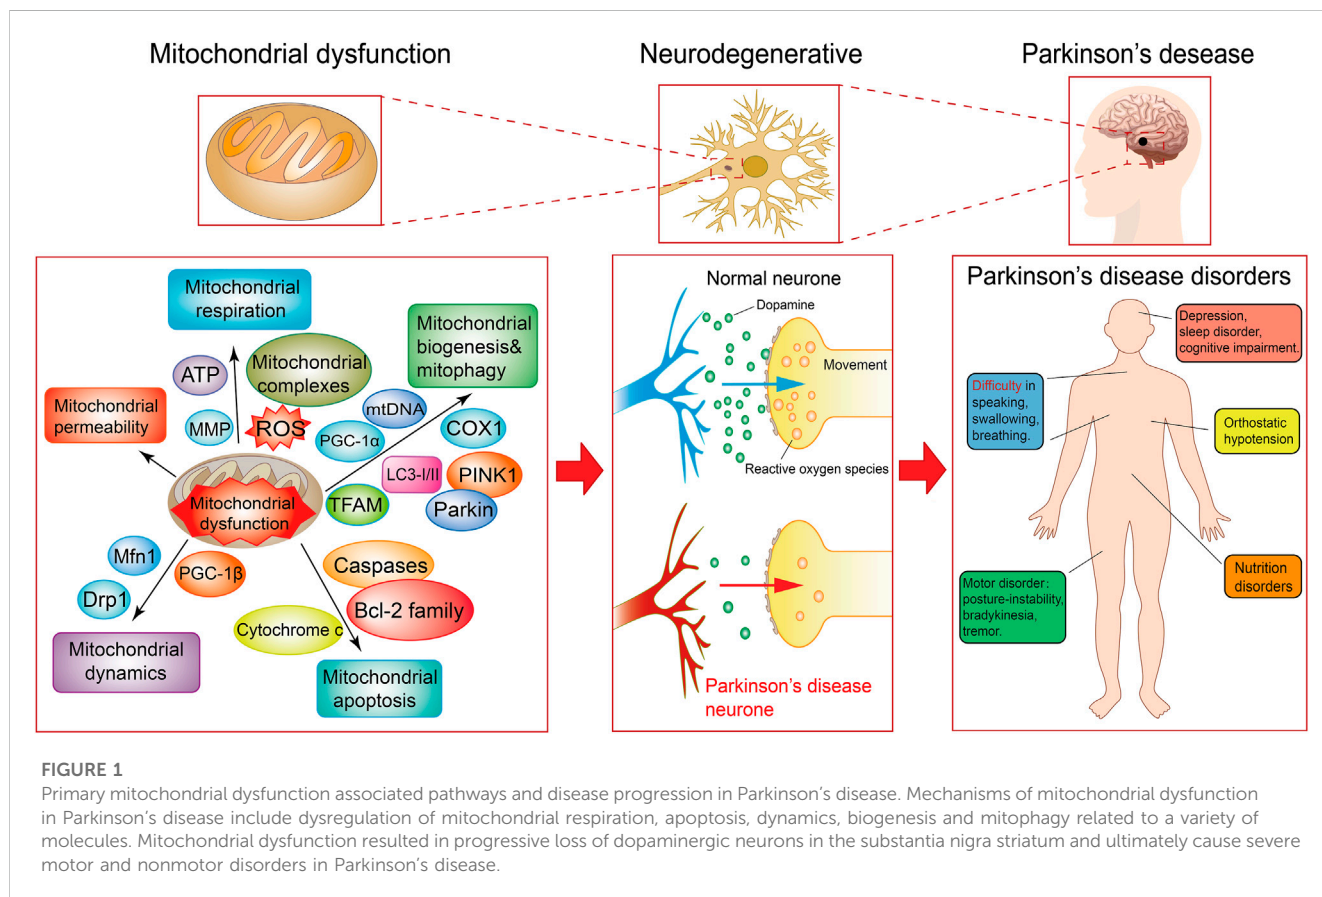 Mitochondrial dysfunction
Neurodegenerative
Parkinson's desease
Mitochondrial
respiration
Mitochondrial
biogenesis&
mitophagy
Mitochondrial
complexes
ATP
Mitochondrial
permeability
MMP
ROS
mtDNA
PGC-1α
COX1
LC3-I/II
PINK1
TFAM
Parkin
Mitochondrial
dysfunction
Mfn1
PGC-1β
Drp1
Caspases
Bcl-2 family
Cytochrome c
Mitochondrial
dynamics
Mitochondrial
apoptosis
Normal neurone
Dopamine
Movement
Reactive oxygen species
Parkinson's disease
neurone
Parkinson's disease disorders
Depression,
sleep disorder,
cognitive impairment.
Difficulty in
speaking,
swallowing,
breathing.
Orthostatic
hypotension
Nutrition
disorders
Motor disorder:
posture-instability,
bradykinesia,
tremor.
FIGURE 1
Primary mitochondrial dysfunction associated pathways and disease progression in Parkinson's disease. Mechanisms of mitochondrial dysfunction
in Parkinson's disease include dysregulation of mitochondrial respiration, apoptosis, dynamics, biogenesis and mitophagy related to a variety of
molecules. Mitochondrial dysfunction resulted in progressive loss of dopaminergic neurons in the substantia nigra striatum and ultimately cause severe
motor and nonmotor disorders in Parkinson's disease.